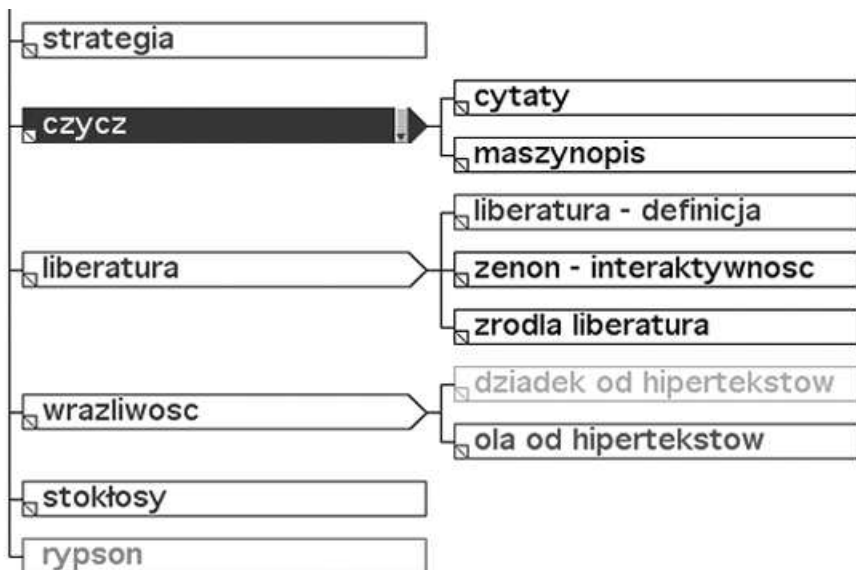 strategia
czycz
cytaty
maszynopis
liberatura
liberatura - definicja
zenon - interaktywnosc
zrodla liberatura
wrazliwosc
dziadek od hipertekstow
ola od hipertekstow
stokłosy
rypson